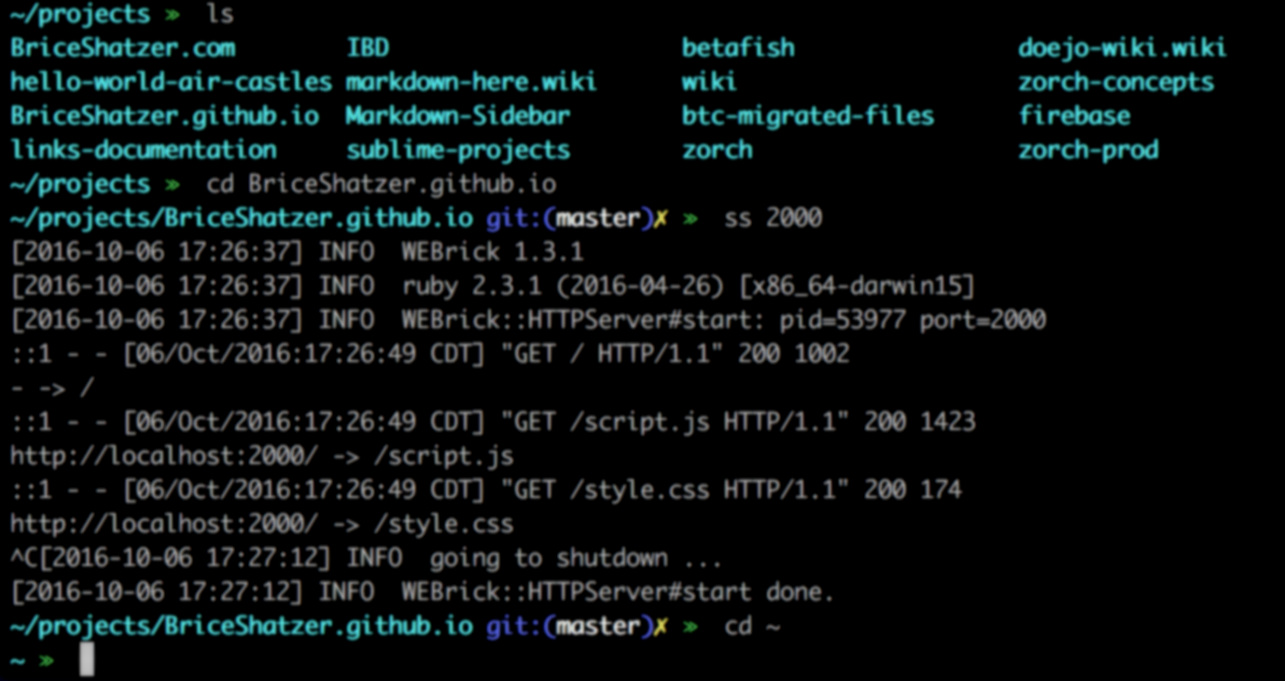 ~/projects »  ls
BriceShatzer.com        IBD                     betafish                doejo-wiki.wiki
hello-world-air-castles markdown-here.wiki      wiki                    zorch-concepts
BriceShatzer.github.io  Markdown-Sidebar        btc-migrated-files      firebase
links-documentation     sublime-projects        zorch                   zorch-prod
~/projects »  cd BriceShatzer.github.io
~/projects/BriceShatzer.github.io git:(master)✗ »  ss 2000
[2016-10-06 17:26:37] INFO  WEBrick 1.3.1
[2016-10-06 17:26:37] INFO  ruby 2.3.1 (2016-04-26) [x86_64-darwin15]
[2016-10-06 17:26:37] INFO  WEBrick::HTTPServer#start: pid=53977 port=2000
::1 - - [06/Oct/2016:17:26:49 CDT] "GET / HTTP/1.1" 200 1002
- -> /
::1 - - [06/Oct/2016:17:26:49 CDT] "GET /script.js HTTP/1.1" 200 1423
http://localhost:2000/ -> /script.js
::1 - - [06/Oct/2016:17:26:49 CDT] "GET /style.css HTTP/1.1" 200 174
http://localhost:2000/ -> /style.css
^C[2016-10-06 17:27:12] INFO  going to shutdown ...
[2016-10-06 17:27:12] INFO  WEBrick::HTTPServer#start done.
~/projects/BriceShatzer.github.io git:(master)✗ »  cd ~
~ »